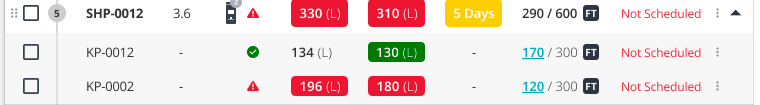 5 SHP-0012 3.6 2 330 (L) 310 (L) 5 Days 290 / 600 FT Not Scheduled
KP-0012 - 134 (L) 130 (L) - 170 / 300 FT Not Scheduled
KP-0002 - 196 (L) 180 (L) - 120 / 300 FT Not Scheduled